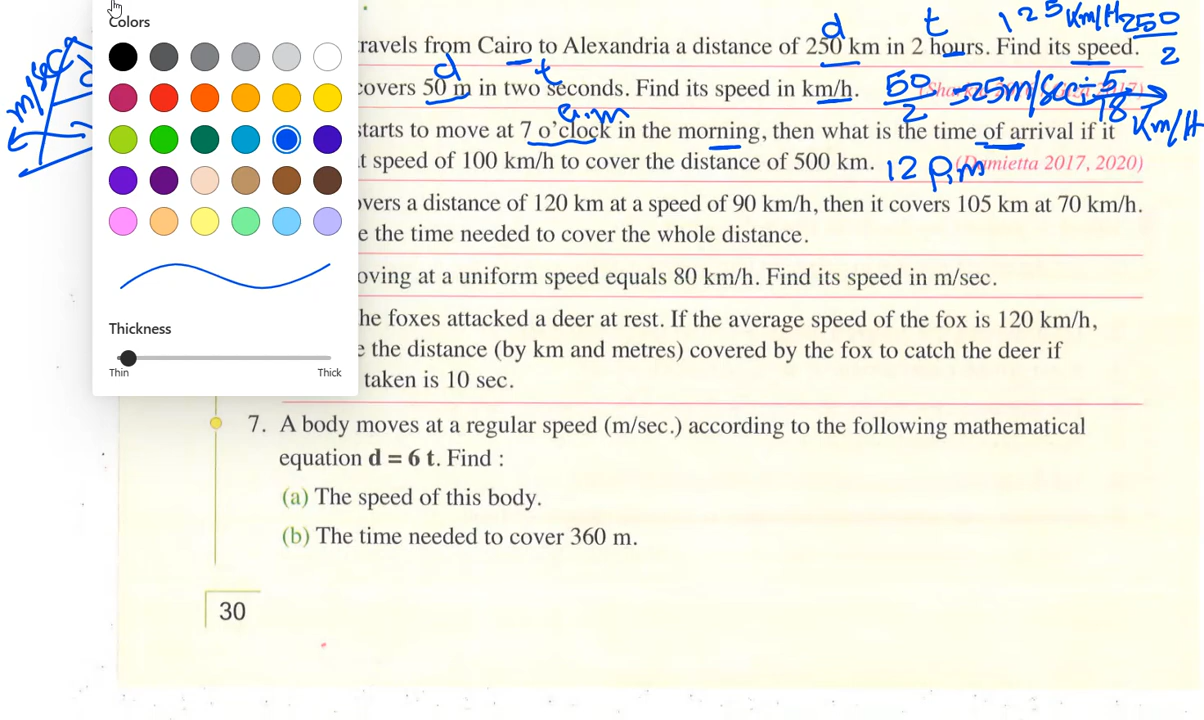 Colors
d t 125 Km/H 250
2
travels from Cairo to Alexandria a distance of 250 km in 2 hours. Find its speed.
d t
covers 50 m in two seconds. Find its speed in km/h. 50 = 25 m/sec ÷ 5
2 18
a.m Km/H
starts to move at 7 o'clock in the morning, then what is the time of arrival if it
t speed of 100 km/h to cover the distance of 500 km. 12 P.m (Damietta 2017, 2020)
m/sec
overs a distance of 120 km at a speed of 90 km/h, then it covers 105 km at 70 km/h.
e the time needed to cover the whole distance.
oving at a uniform speed equals 80 km/h. Find its speed in m/sec.
he foxes attacked a deer at rest. If the average speed of the fox is 120 km/h,
e the distance (by km and metres) covered by the fox to catch the deer if
taken is 10 sec.
Thickness
Thin Thick
7. A body moves at a regular speed (m/sec.) according to the following mathematical
equation d = 6 t. Find :
(a) The speed of this body.
(b) The time needed to cover 360 m.
30